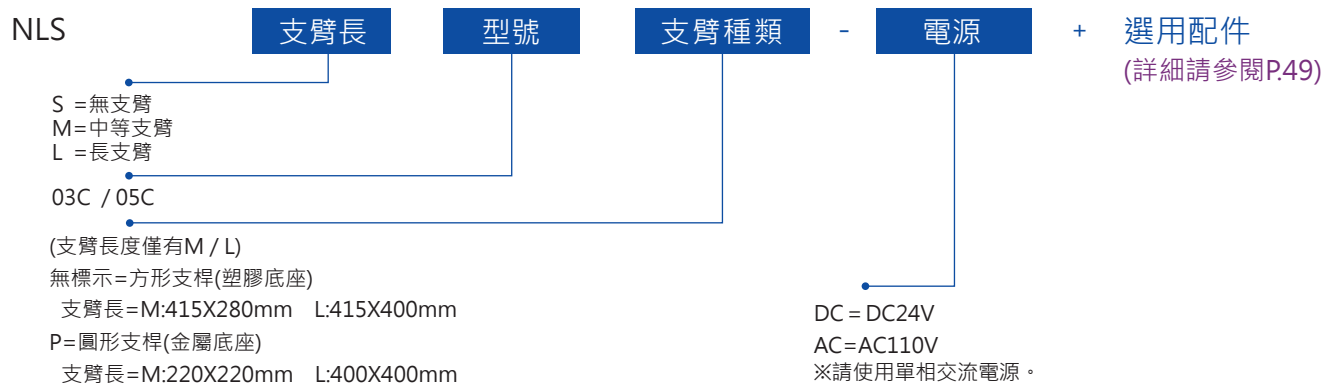 NLS 支臂長 型號 支臂種類 - 電源 + 選用配件
(詳細請參閱P.49)
S =無支臂
M=中等支臂
L =長支臂
03C / 05C
(支臂長度僅有M / L)
無標示=方形支桿(塑膠底座)
支臂長=M:415X280mm L:415X400mm
P=圓形支桿(金屬底座)
支臂長=M:220X220mm L:400X400mm
DC = DC24V
AC=AC110V
※請使用單相交流電源。